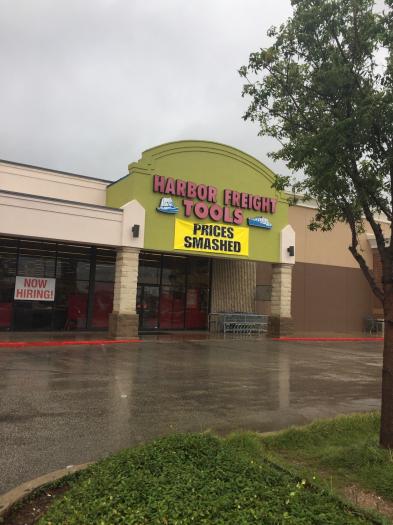 HARBOR FREIGHT
TOOLS
PRICES
SMASHED
NOW
HIRING!